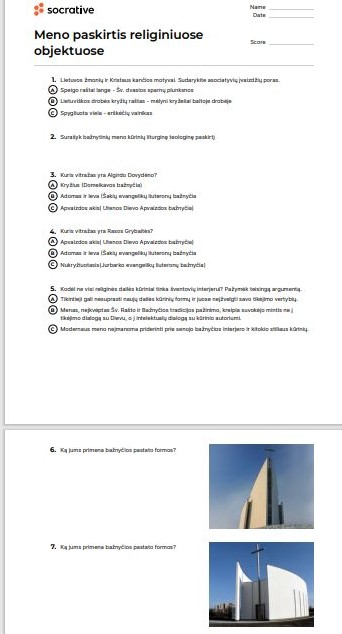 socrative
Name
Date
Score
Meno paskirtis religiniuose
objektuose
1. Lietuvos žmonių ir Kristaus kančios motyvai. Sudarykite asociatyvių įvaizdžių poras.
A Speigo raštai lange - Šv. dvasios sparnų plunksnos
B Lietuviškos drobės kryžių raštas - mėlyni kryželiai baltoje drobėje
C Spygliuota viela - erškėčių vainikas
2. Surašyk bažnytinių meno kūrinių liturginę teologinę paskirtį
3. Kuris vitražas yra Algirdo Dovydėno?
A Kryžius (Domeikavos bažnyčia)
B Adomas ir Ieva (Šakių evangelikų liuteronų bažnyčia
C Apvaizdos akis( Utenos Dievo Apvaizdos bažnyčia)
4. Kuris vitražas yra Rasos Grybaitės?
A Apvaizdos akis( Utenos Dievo Apvaizdos bažnyčia)
B Adomas ir Ieva (Šakių evangelikų liuteronų bažnyčia
C Nukryžiuotasis(Jurbarko evangelikų liuteronų bažnyčia)
5. Kodėl ne visi religinės dailės kūriniai tinka šventovių interjerui? Pažymėk teisingą argumentą.
A Tikintieji gali nesuprasti naujų dailės kūrinių formų ir juose neįžvelgti savo tikėjimo vertybių.
B Menas, neįkvėptas Šv. Rašto ir Bažnyčios tradicijos pažinimo, kreipia suvokėjo mintis ne į
tikėjimo dialogą su Dievu, o į intelektualų dialogą su kūrinio autoriumi.
C Modernaus meno neįmanoma priderinti prie senojo bažnyčios interjero ir kitokio stiliaus kūrinių.
6. Ką jums primena bažnyčios pastato formos?
7. Ką jums primena bažnyčios pastato formos?